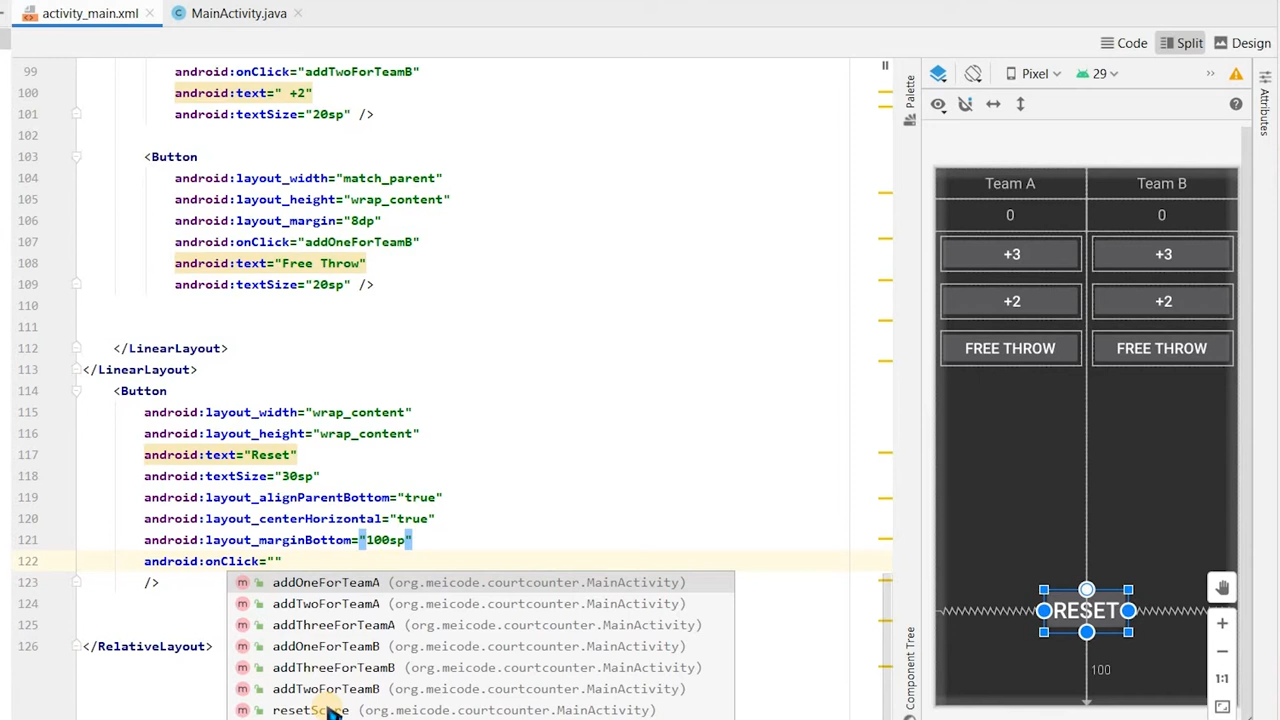 activity_main.xml
MainActivity.java
Code
Split
Design
99 android:onClick="addTwoForTeamB"
100 android:text=" +2"
101 android:textSize="20sp" />
102
103 <Button
104 android:layout_width="match_parent"
105 android:layout_height="wrap_content"
106 android:layout_margin="8dp"
107 android:onClick="addOneForTeamB"
108 android:text="Free Throw"
109 android:textSize="20sp" />
110
111
112 </LinearLayout>
113 </LinearLayout>
114 <Button
115 android:layout_width="wrap_content"
116 android:layout_height="wrap_content"
117 android:text="Reset"
118 android:textSize="30sp"
119 android:layout_alignParentBottom="true"
120 android:layout_centerHorizontal="true"
121 android:layout_marginBottom="100sp"
122 android:onClick=""
123 />
124
125
126 </RelativeLayout>
addOneForTeamA (org.meicode.courtcounter.MainActivity)
addTwoForTeamA (org.meicode.courtcounter.MainActivity)
addThreeForTeamA (org.meicode.courtcounter.MainActivity)
addOneForTeamB (org.meicode.courtcounter.MainActivity)
addThreeForTeamB (org.meicode.courtcounter.MainActivity)
addTwoForTeamB (org.meicode.courtcounter.MainActivity)
resetScore (org.meicode.courtcounter.MainActivity)
Palette
Component Tree
Pixel
29
Attributes
Team A Team B
0 0
+3 +3
+2 +2
FREE THROW FREE THROW
RESET
100
1:1